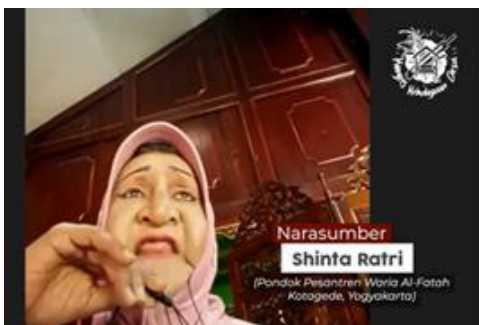 Narasumber
Shinta Ratri
(Pondok Pesantren Waria Al-Fatah
Kotagede, Yogyakarta)